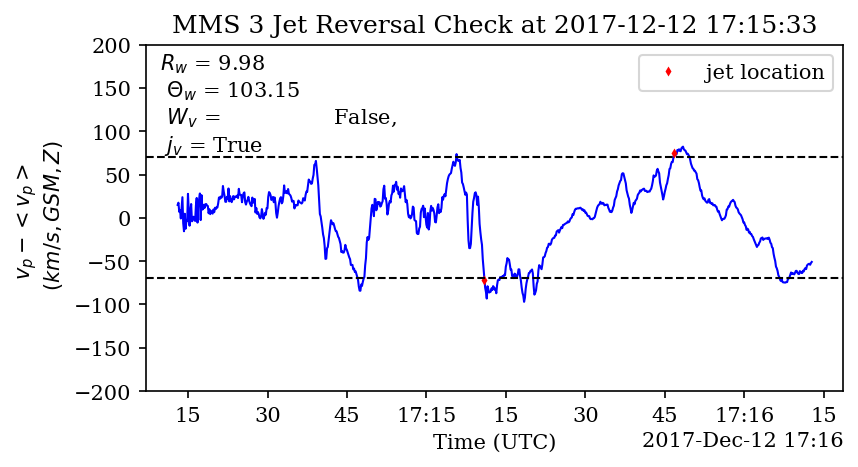 MMS 3 Jet Reversal Check at 2017-12-12 17:15:33
R_w = 9.98
Θ_w = 103.15
W_v = False,
j_v = True
jet location
200
150
100
50
0
−50
−100
−150
−200
v_p − < v_p >
(km/s, GSM, Z)
15 30 45 17:15 15 30 45 17:16 15
Time (UTC)
2017-Dec-12 17:16